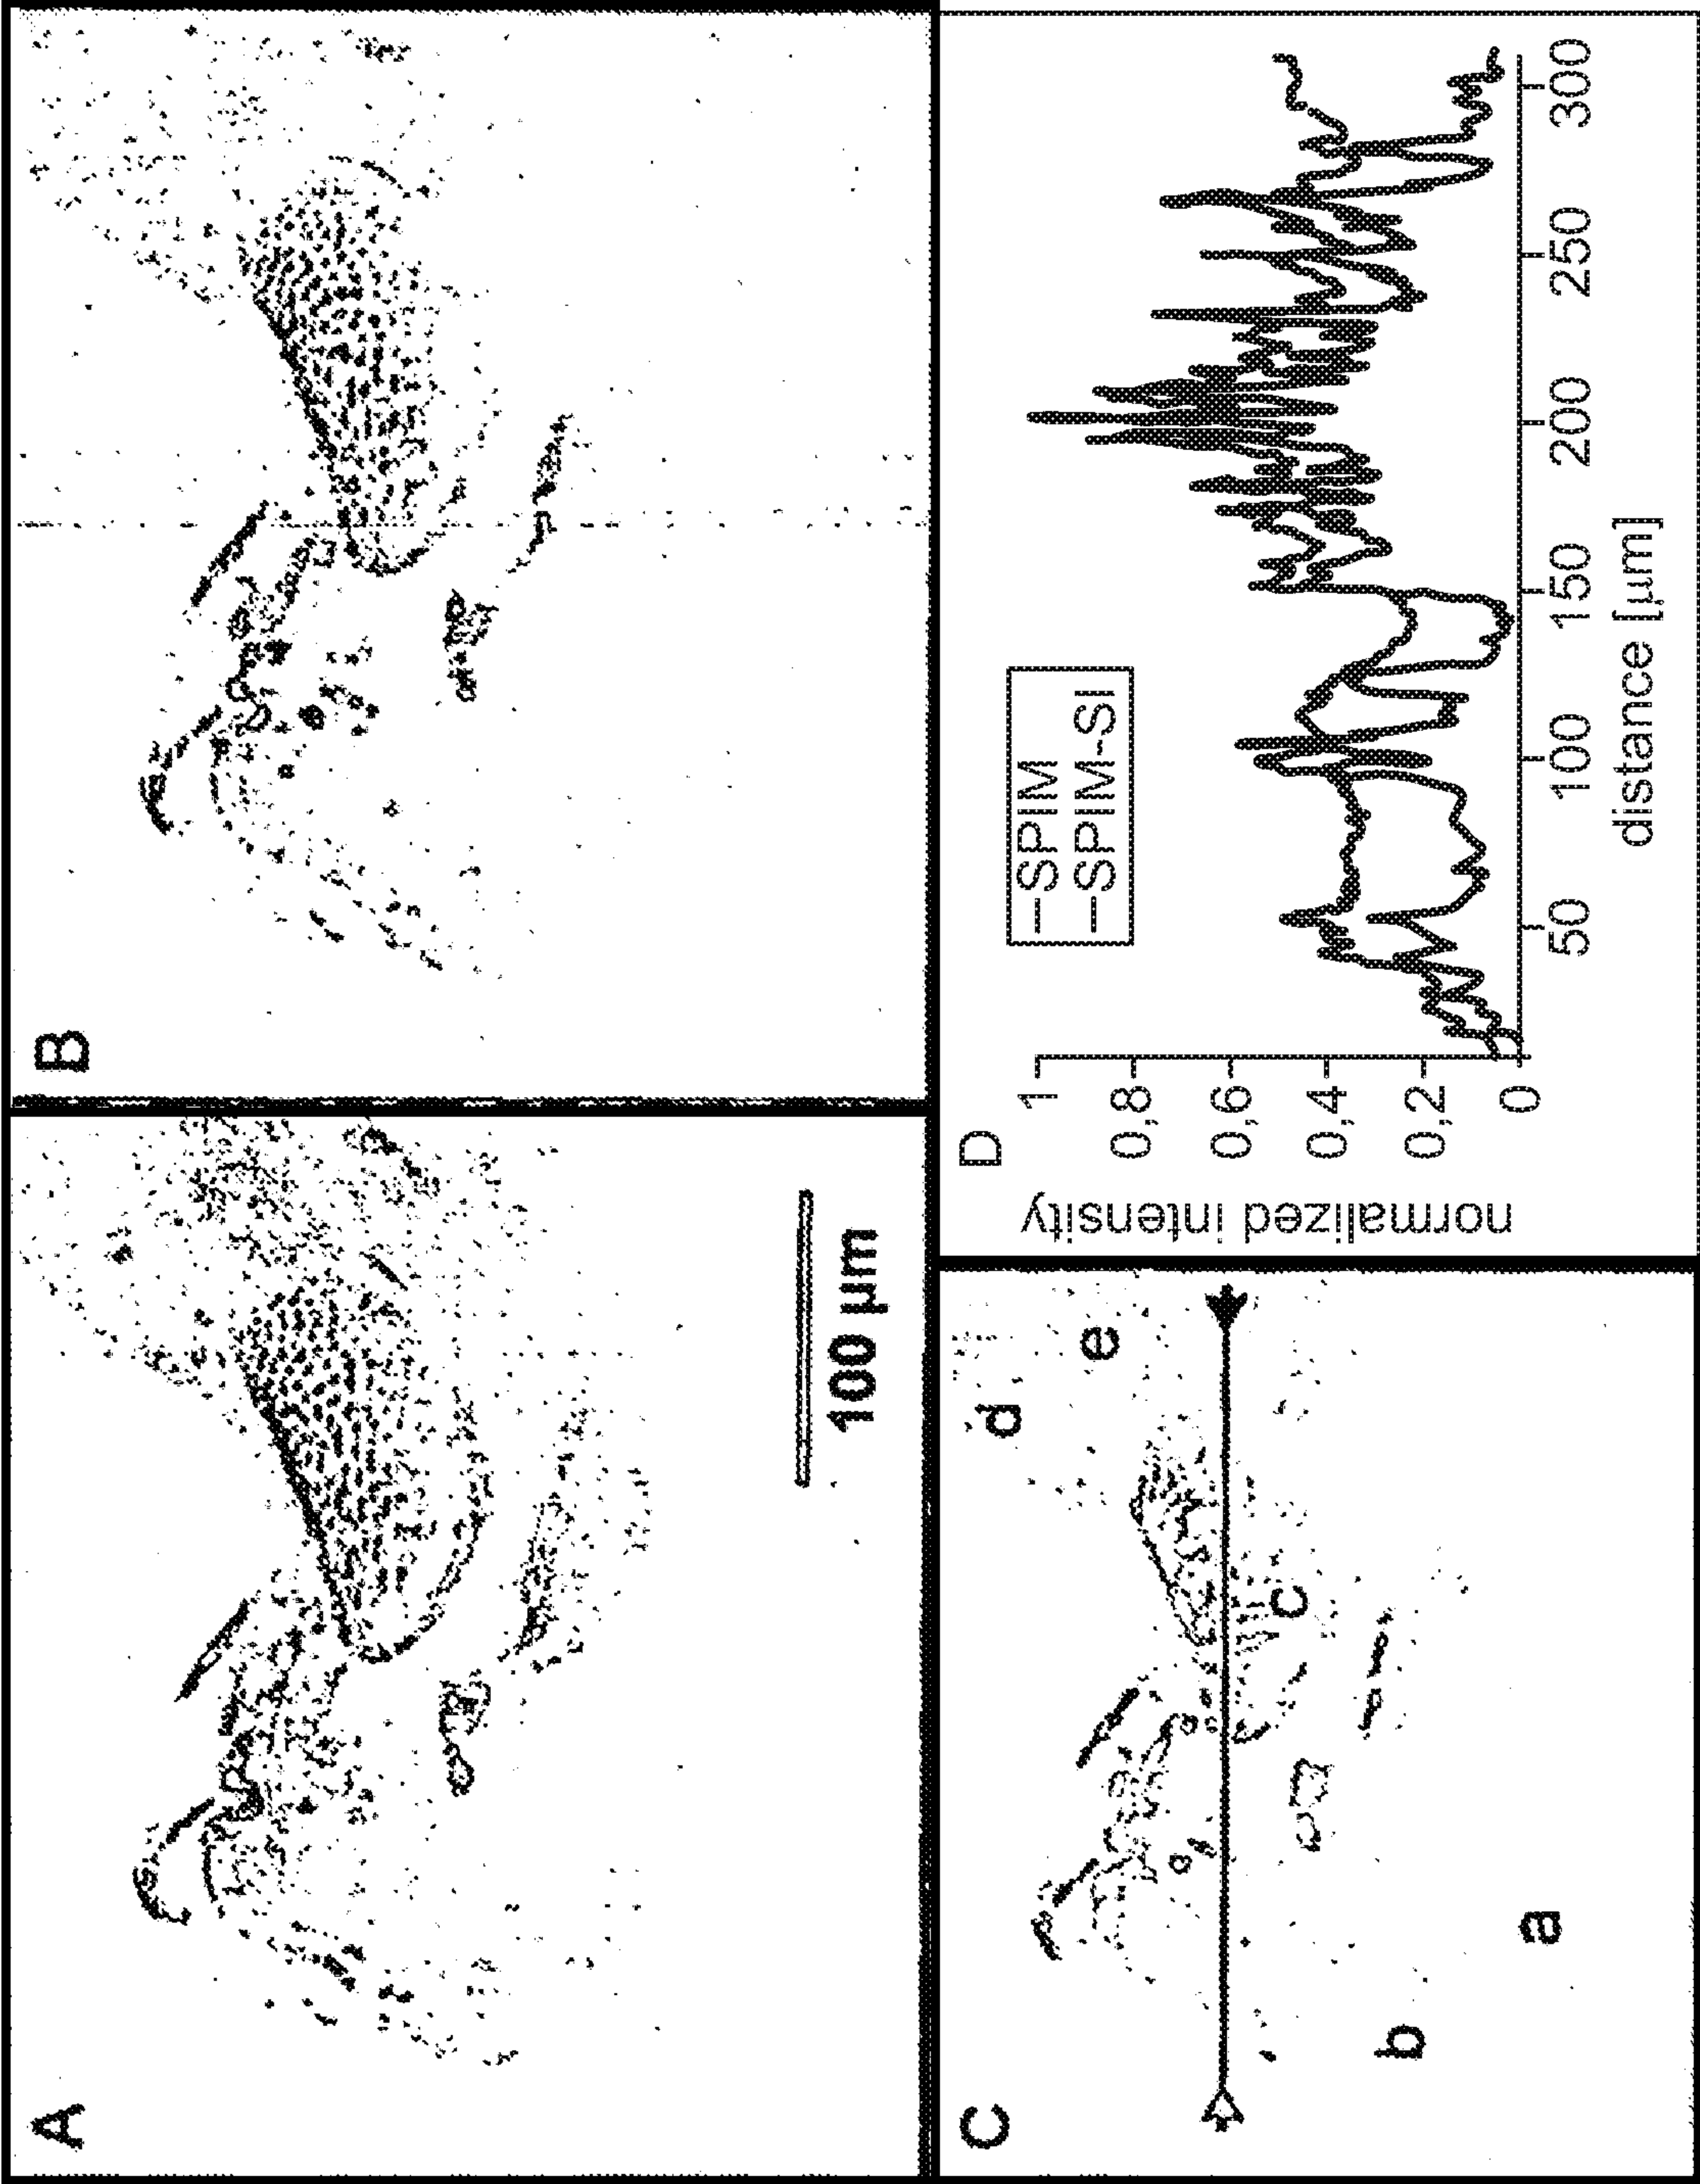 A
100 µm
B
C
a
b
c
d
e
D
normalized intensity
1
0,8
0,6
0,4
0,2
0
SPIM
SPIM-SI
50
100
150
200
250
300
distance [µm]